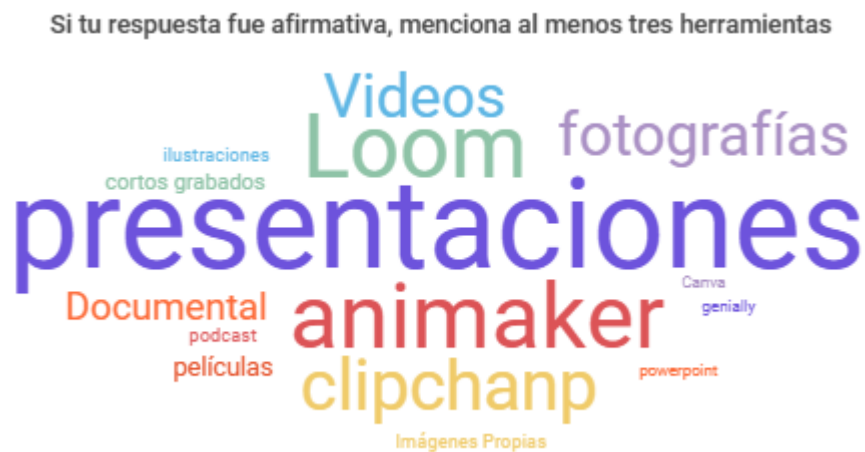 Si tu respuesta fue afirmativa, menciona al menos tres herramientas
Videos
Loom
fotografías
ilustraciones
cortos grabados
presentaciones
Canva
genially
Documental
animaker
podcast
películas
clipchanp
powerpoint
Imágenes Propias